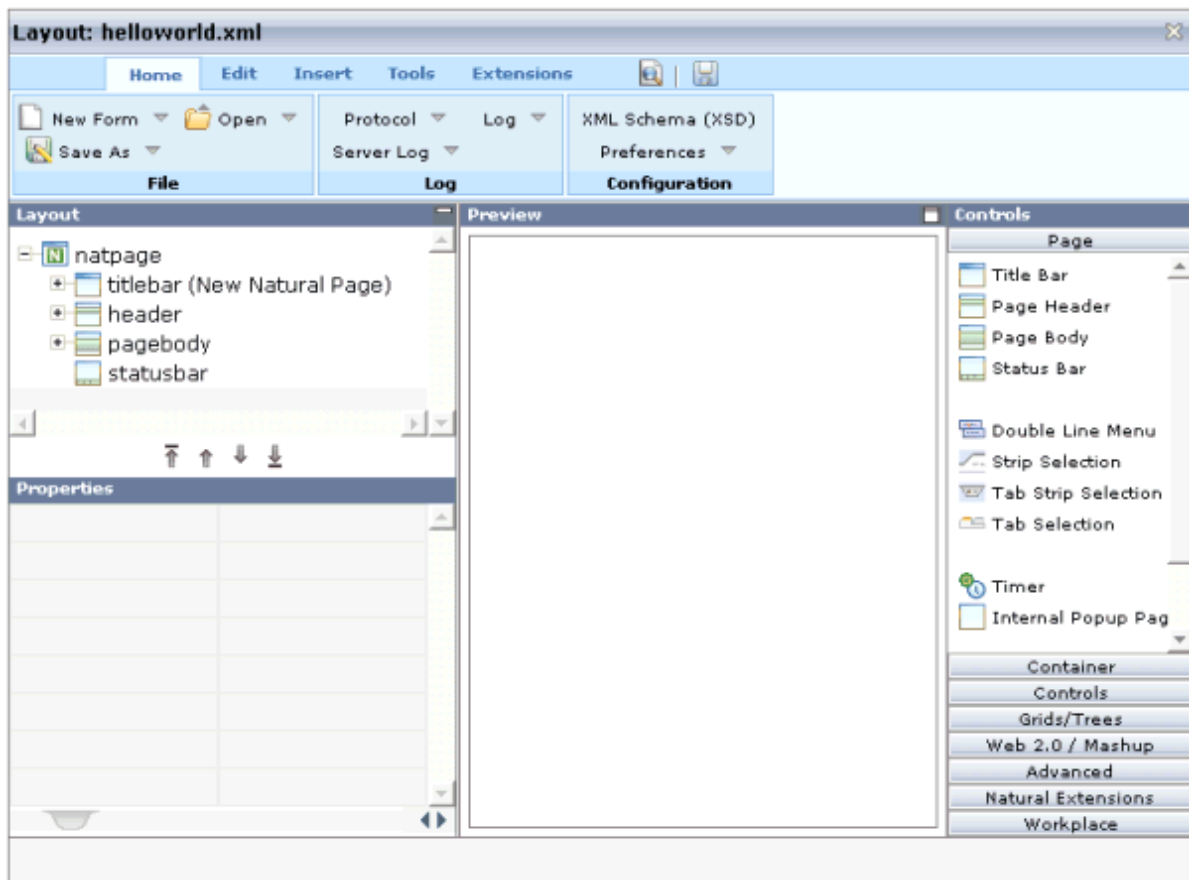 Layout: helloworld.xml
Home Edit Insert Tools Extensions
New Form Open
Save As
File
Protocol Log
Server Log
Log
XML Schema (XSD)
Preferences
Configuration
Layout
natpage
titlebar (New Natural Page)
header
pagebody
statusbar
Properties
Preview
Controls
Page
Title Bar
Page Header
Page Body
Status Bar
Double Line Menu
Strip Selection
Tab Strip Selection
Tab Selection
Timer
Internal Popup Pag
Container
Controls
Grids/Trees
Web 2.0 / Mashup
Advanced
Natural Extensions
Workplace